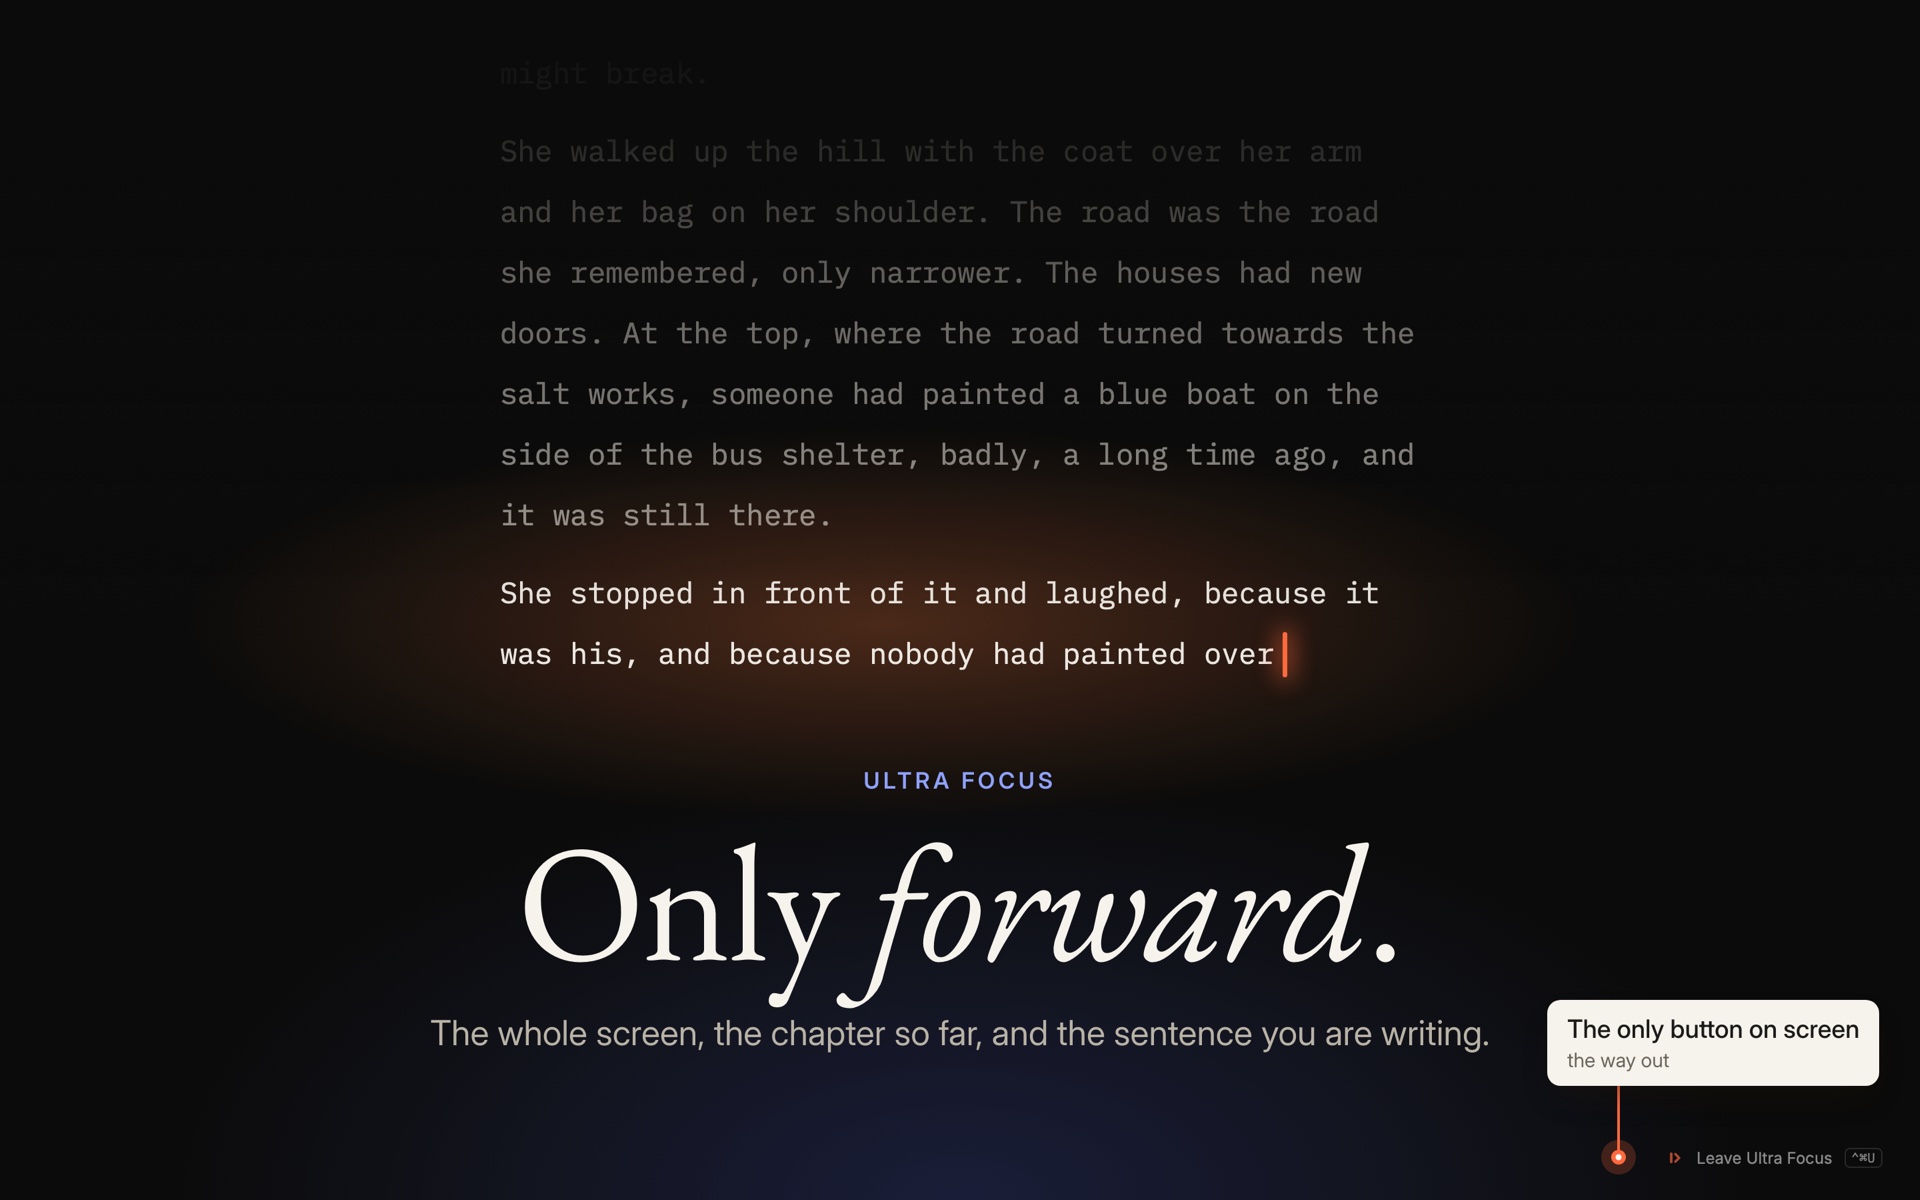 might break.
She walked up the hill with the coat over her arm
and her bag on her shoulder. The road was the road
she remembered, only narrower. The houses had new
doors. At the top, where the road turned towards the
salt works, someone had painted a blue boat on the
side of the bus shelter, badly, a long time ago, and
it was still there.
She stopped in front of it and laughed, because it
was his, and because nobody had painted over
ULTRA FOCUS
Only forward.
The whole screen, the chapter so far, and the sentence you are writing.
The only button on screen
the way out
Leave Ultra Focus ^⌘U